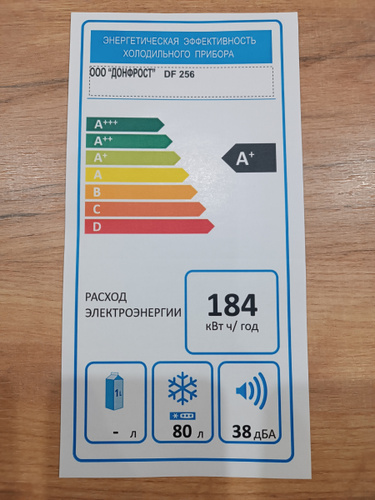 ЭНЕРГЕТИЧЕСКАЯ ЭФФЕКТИВНОСТЬ
ХОЛОДИЛЬНОГО ПРИБОРА
ООО "ДОНФРОСТ" DF 256
A+++
A++
A+
A
B
C
D
A+
РАСХОД
ЭЛЕКТРОЭНЕРГИИ
184
кВт ч/ год
1L
- л
80 л
38 дБА